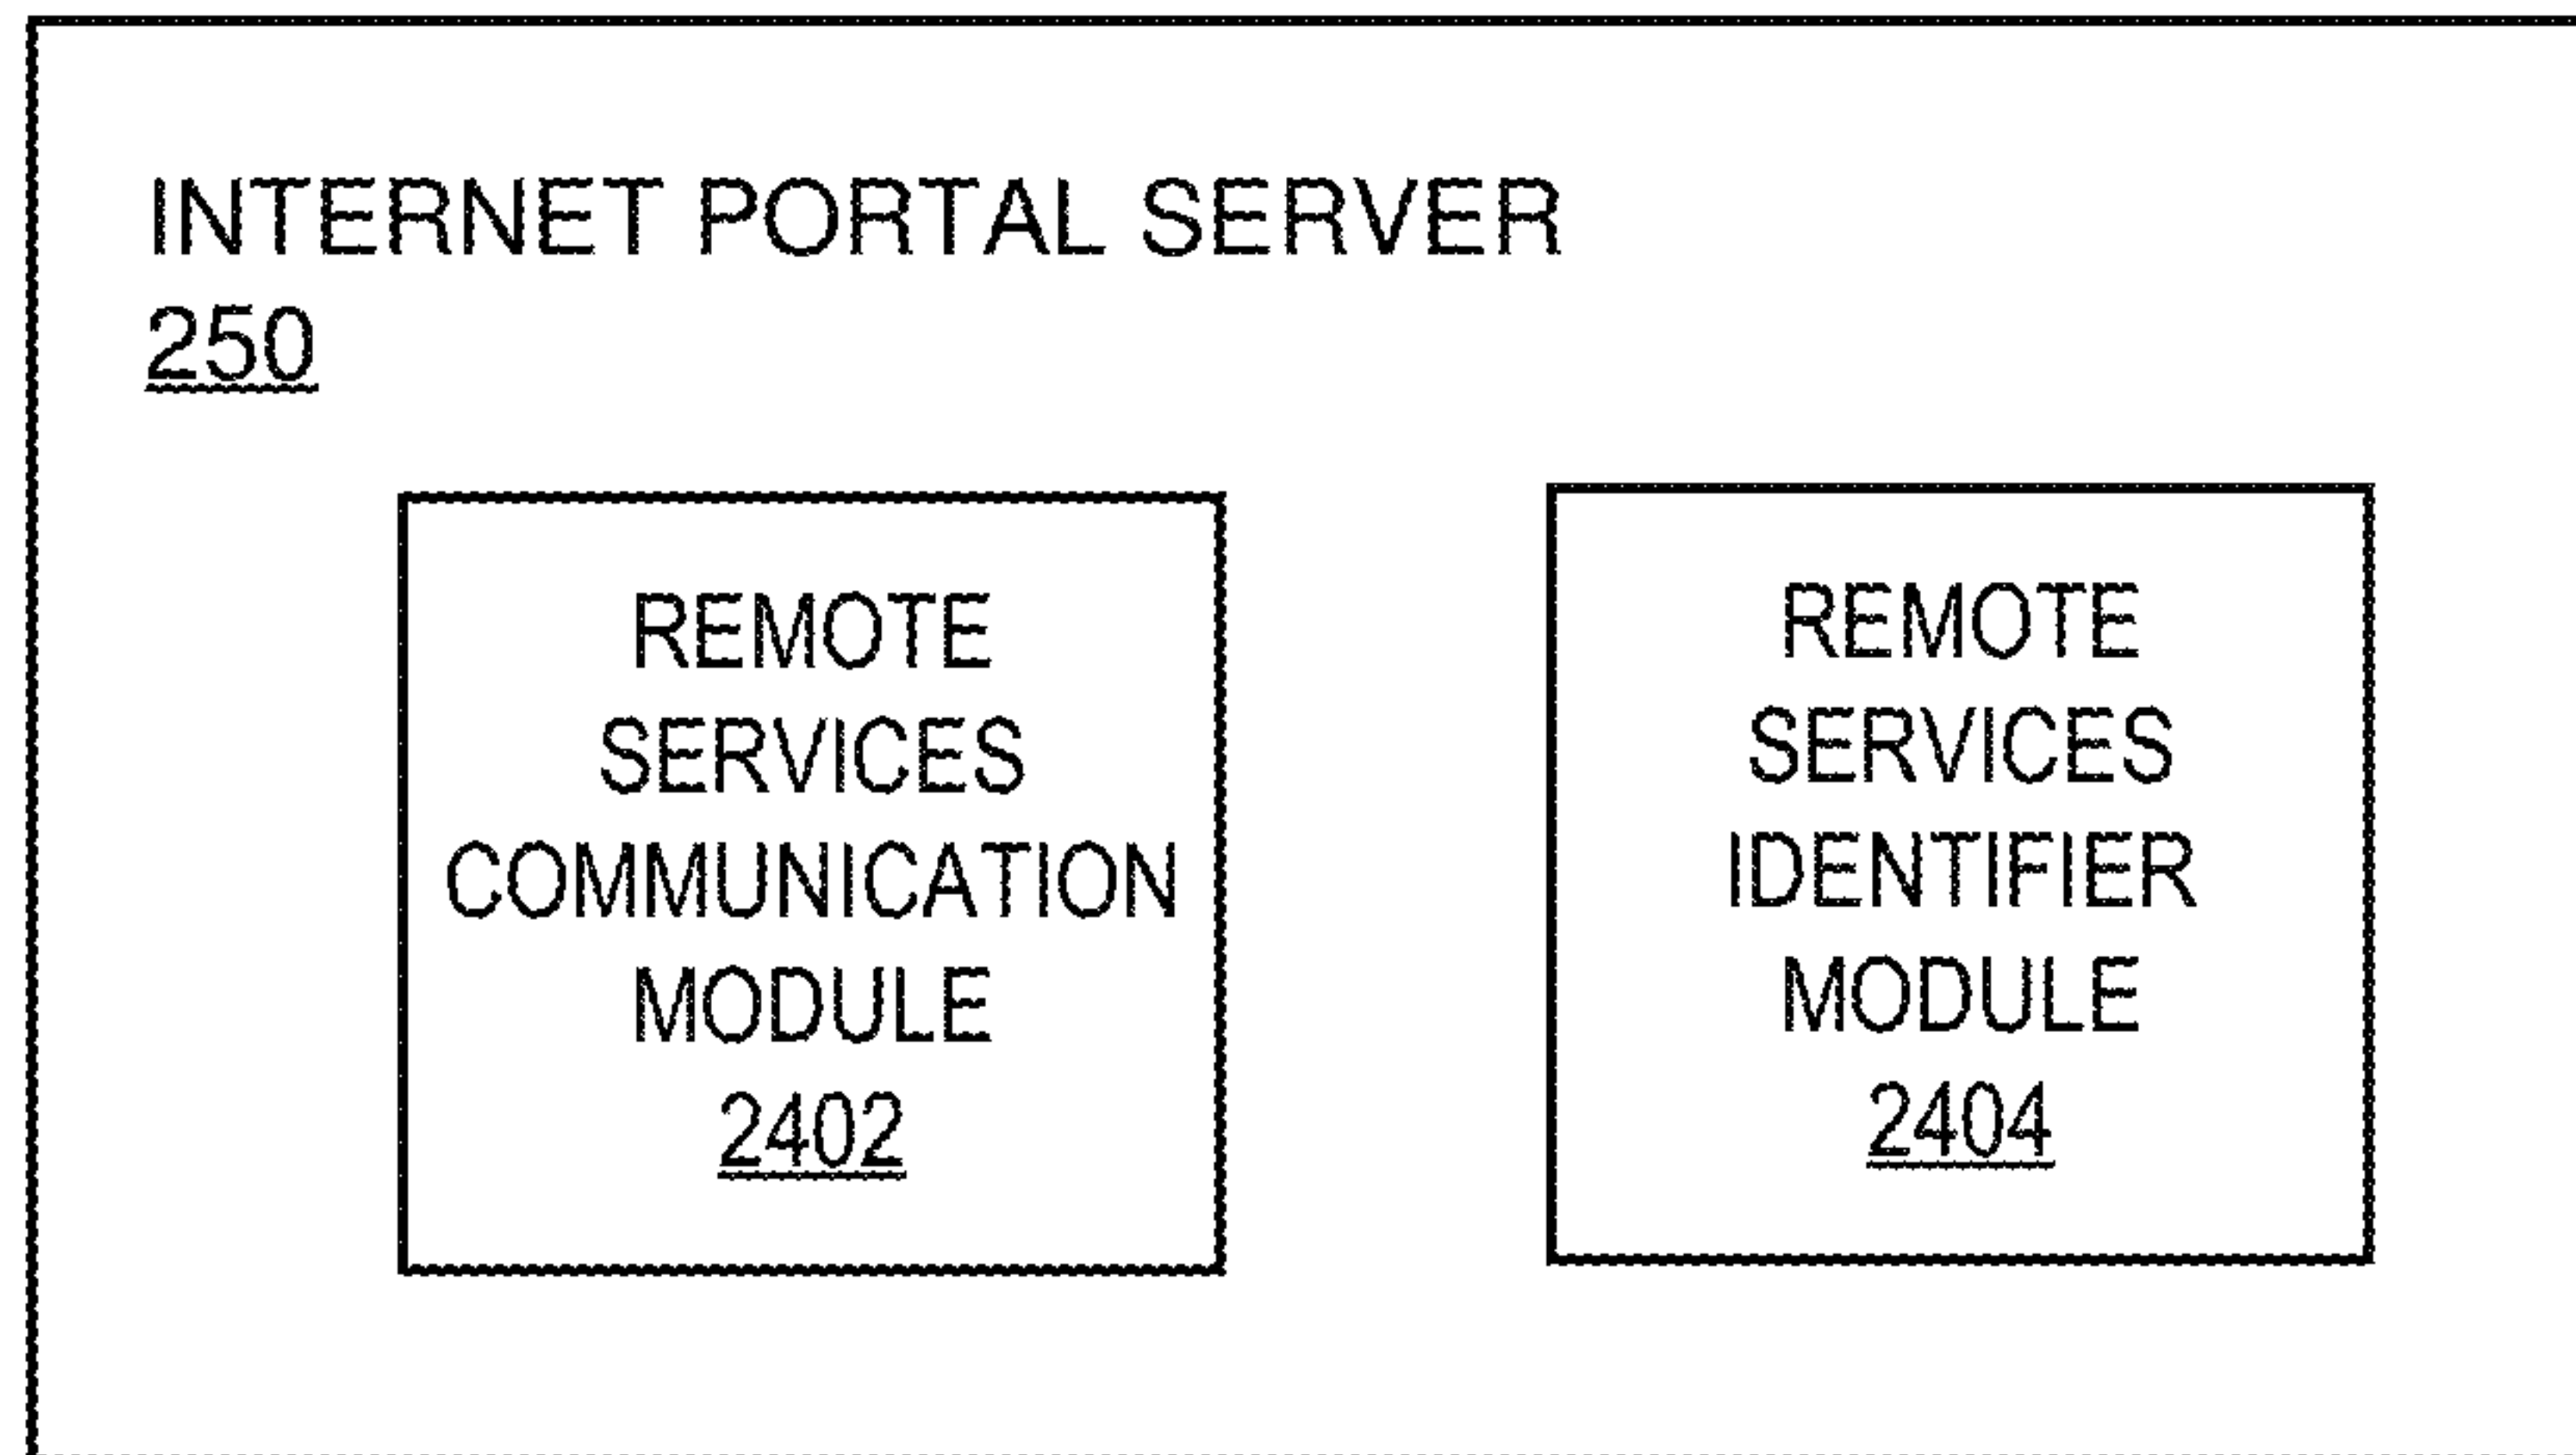 INTERNET PORTAL SERVER
250
REMOTE
SERVICES
COMMUNICATION
MODULE
2402
REMOTE
SERVICES
IDENTIFIER
MODULE
2404